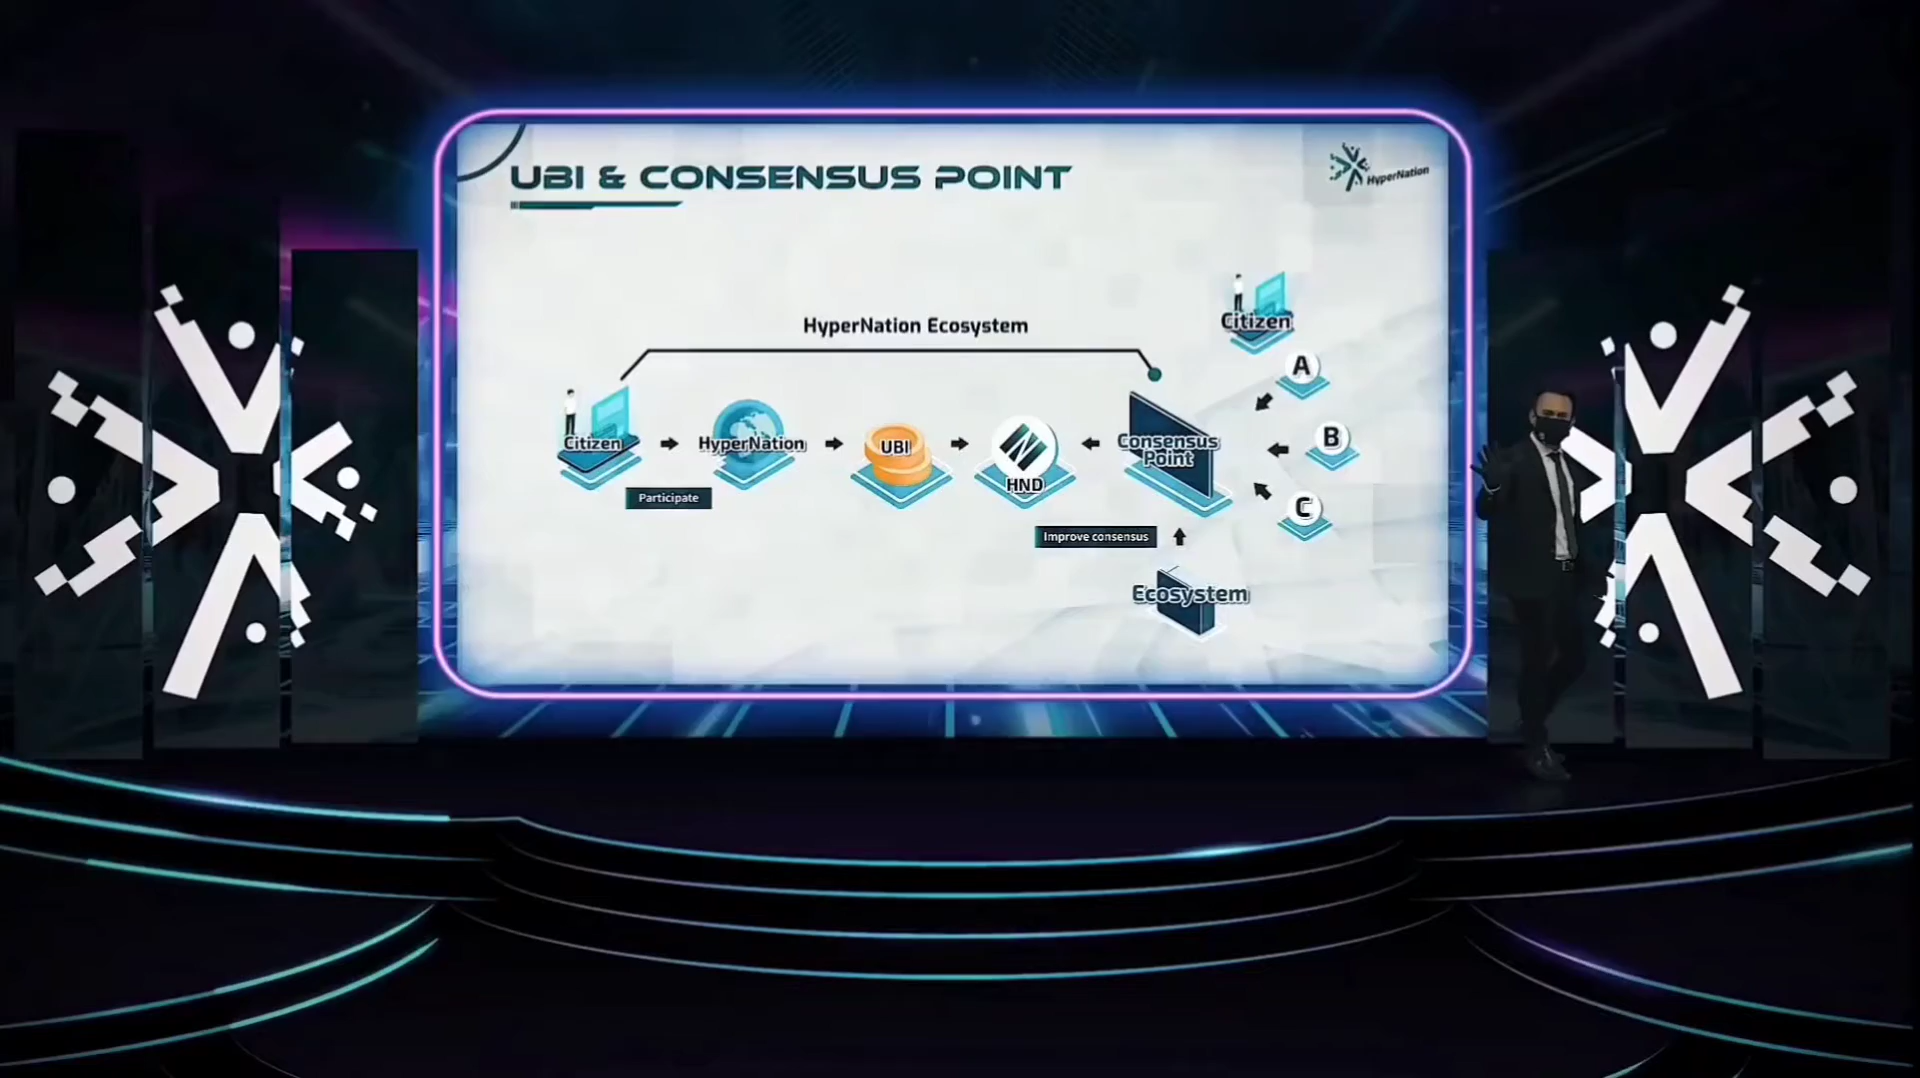 UBI & CONSENSUS POINT
HyperNation
HyperNation Ecosystem
Citizen
A
B
C
Citizen
HyperNation
UBI
HND
Consensus
Point
Participate
Improve consensus
Ecosystem